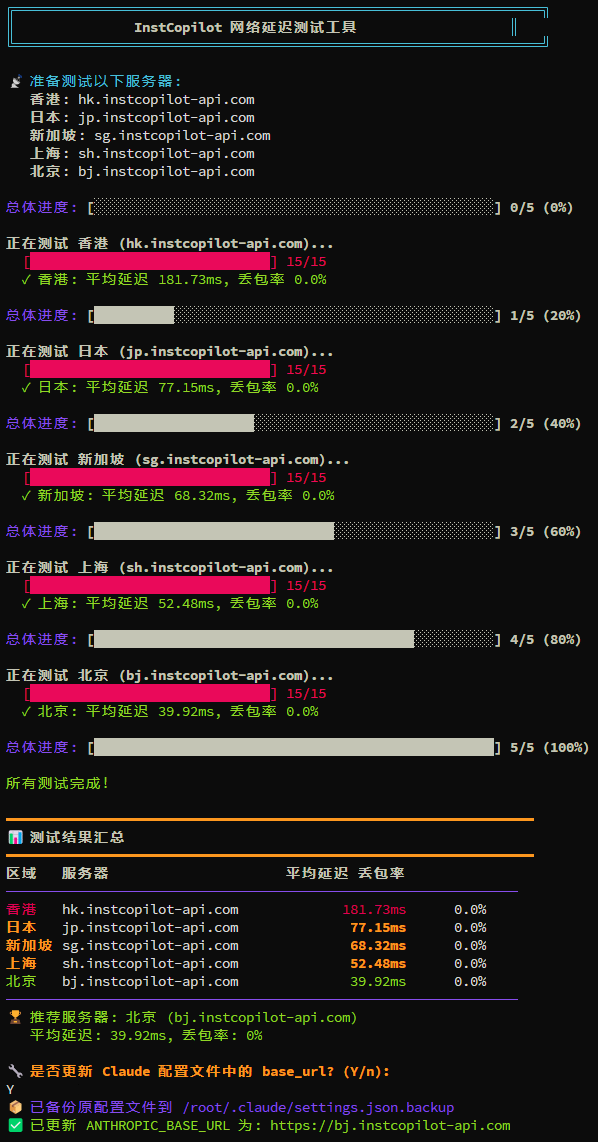 InstCopilot 网络延迟测试工具
准备测试以下服务器:
香港: hk.instcopilot-api.com
日本: jp.instcopilot-api.com
新加坡: sg.instcopilot-api.com
上海: sh.instcopilot-api.com
北京: bj.instcopilot-api.com
总体进度: [░░░░░░░░░░░░░░░░░░░░░░░░░░░░░░░░░░░░░░░░░░░░░░░░░░] 0/5 (0%)
正在测试 香港 (hk.instcopilot-api.com)...
[██████████████████████████████] 15/15
✓ 香港: 平均延迟 181.73ms, 丢包率 0.0%
总体进度: [██████████░░░░░░░░░░░░░░░░░░░░░░░░░░░░░░░░░░░░░░░░] 1/5 (20%)
正在测试 日本 (jp.instcopilot-api.com)...
[██████████████████████████████] 15/15
✓ 日本: 平均延迟 77.15ms, 丢包率 0.0%
总体进度: [████████████████████░░░░░░░░░░░░░░░░░░░░░░░░░░░░░░] 2/5 (40%)
正在测试 新加坡 (sg.instcopilot-api.com)...
[██████████████████████████████] 15/15
✓ 新加坡: 平均延迟 68.32ms, 丢包率 0.0%
总体进度: [██████████████████████████████░░░░░░░░░░░░░░░░░░░░] 3/5 (60%)
正在测试 上海 (sh.instcopilot-api.com)...
[██████████████████████████████] 15/15
✓ 上海: 平均延迟 52.48ms, 丢包率 0.0%
总体进度: [████████████████████████████████████████░░░░░░░░░░] 4/5 (80%)
正在测试 北京 (bj.instcopilot-api.com)...
[██████████████████████████████] 15/15
✓ 北京: 平均延迟 39.92ms, 丢包率 0.0%
总体进度: [██████████████████████████████████████████████████] 5/5 (100%)
所有测试完成!
📊 测试结果汇总
区域 服务器 平均延迟 丢包率
香港 hk.instcopilot-api.com 181.73ms 0.0%
日本 jp.instcopilot-api.com 77.15ms 0.0%
新加坡 sg.instcopilot-api.com 68.32ms 0.0%
上海 sh.instcopilot-api.com 52.48ms 0.0%
北京 bj.instcopilot-api.com 39.92ms 0.0%
🏆 推荐服务器: 北京 (bj.instcopilot-api.com)
平均延迟: 39.92ms, 丢包率: 0%
🔧 是否更新 Claude 配置文件中的 base_url? (Y/n):
Y
📦 已备份原配置文件到 /root/.claude/settings.json.backup
✅ 已更新 ANTHROPIC_BASE_URL 为: https://bj.instcopilot-api.com